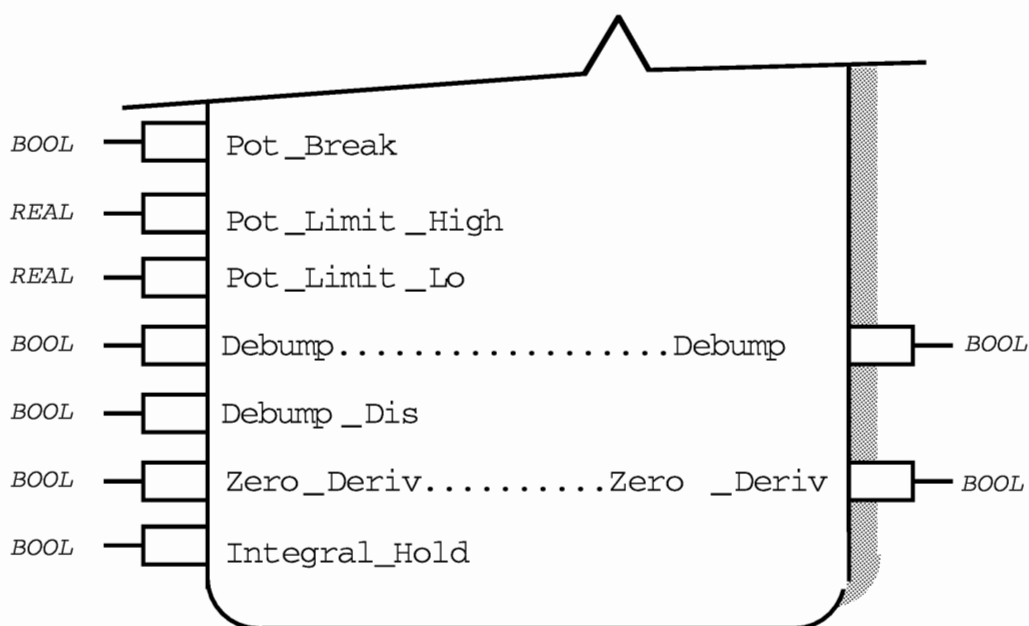 BOOL Pot_Break
REAL Pot_Limit_High
REAL Pot_Limit_Lo
BOOL Debump..................Debump BOOL
BOOL Debump_Dis
BOOL Zero_Deriv..........Zero _Deriv BOOL
BOOL Integral_Hold